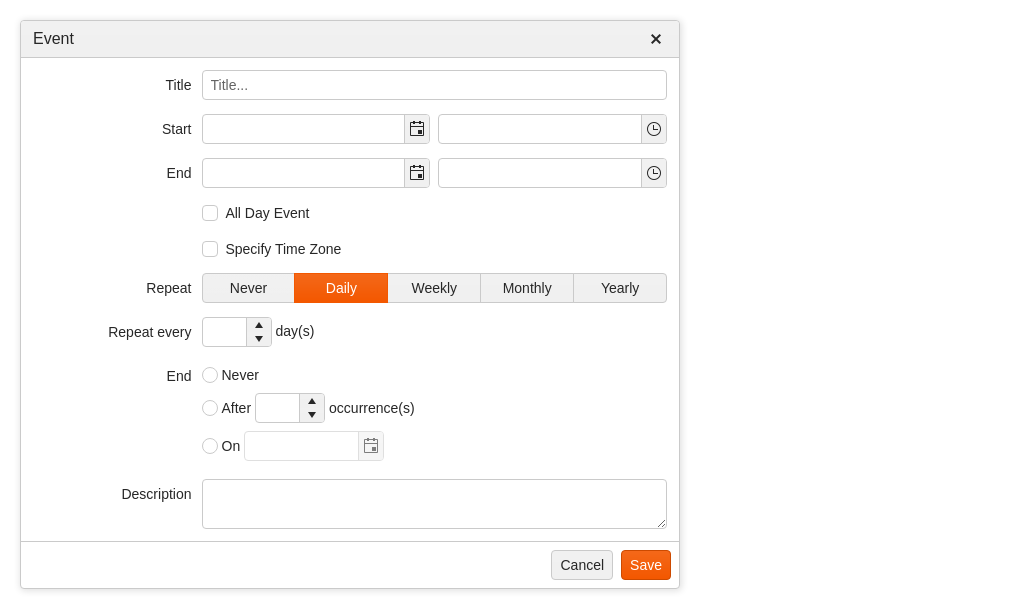 Event
Title Title...
Start
End
All Day Event
Specify Time Zone
Repeat Never Daily Weekly Monthly Yearly
Repeat every day(s)
End Never
After occurrence(s)
On
Description
Cancel Save